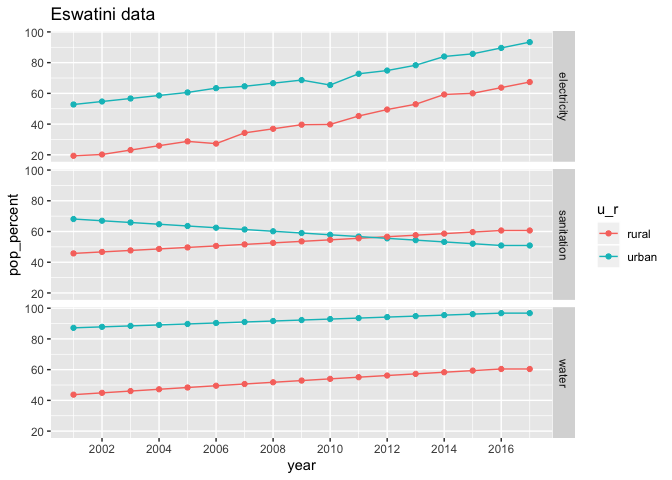 Eswatini data
pop_percent
100
80
60
40
20
electricity
100
80
60
40
20
sanitation
100
80
60
40
20
water
2002 2004 2006 2008 2010 2012 2014 2016
year
u_r
rural
urban